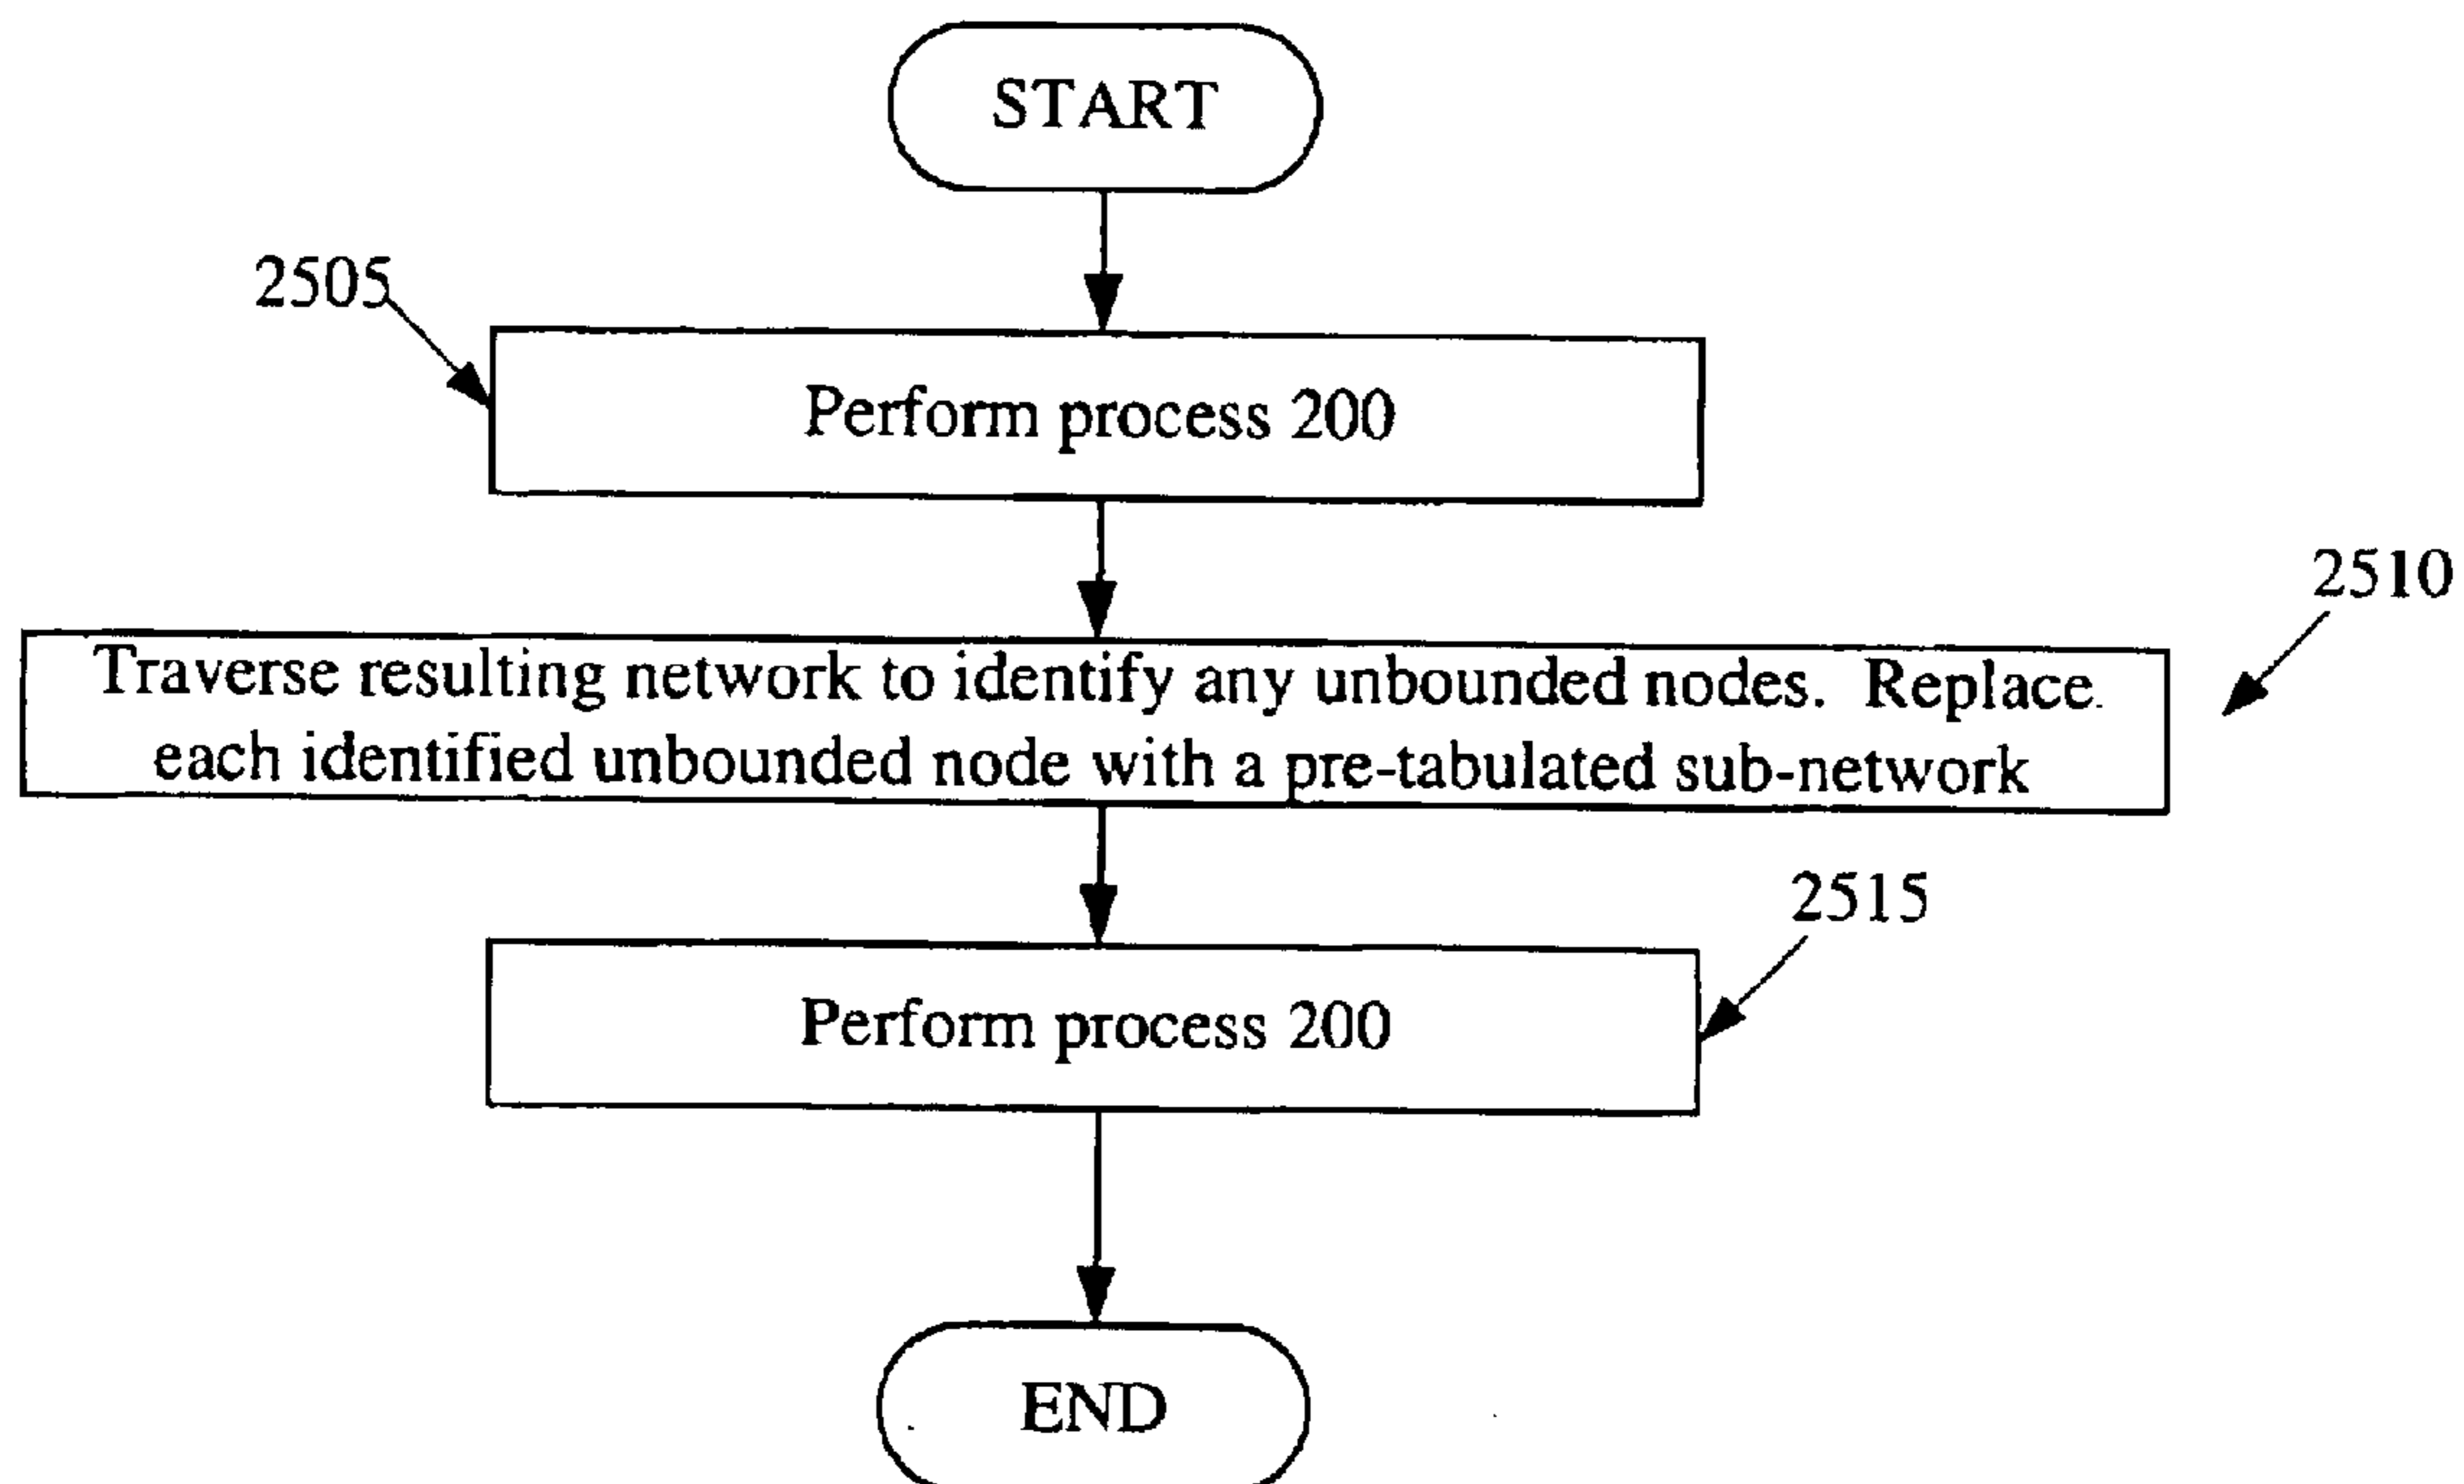 START
2505
Perform process 200
2510
Traverse resulting network to identify any unbounded nodes. Replace
each identified unbounded node with a pre-tabulated sub-network
2515
Perform process 200
END